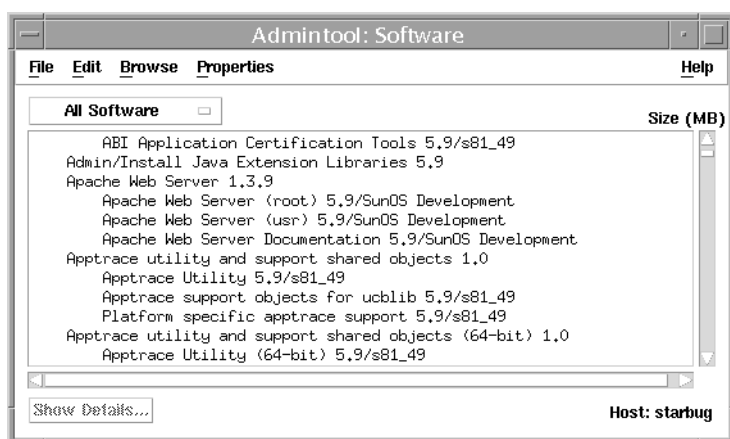 Admintool: Software
File Edit Browse Properties Help
All Software
Size (MB)
ABI Application Certification Tools 5.9/s81_49
Admin/Install Java Extension Libraries 5.9
Apache Web Server 1.3.9
Apache Web Server (root) 5.9/SunOS Development
Apache Web Server (usr) 5.9/SunOS Development
Apache Web Server Documentation 5.9/SunOS Development
Apptrace utility and support shared objects 1.0
Apptrace Utility 5.9/s81_49
Apptrace support objects for ucblib 5.9/s81_49
Platform specific apptrace support 5.9/s81_49
Apptrace utility and support shared objects (64-bit) 1.0
Apptrace Utility (64-bit) 5.9/s81_49
Show Details...
Host: starbug